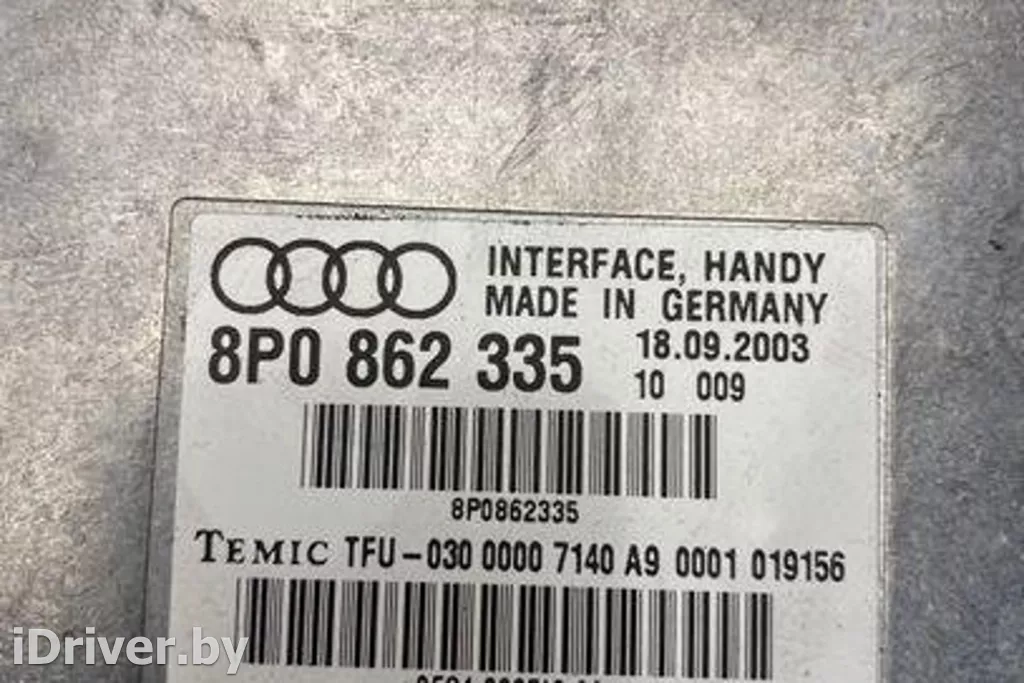 INTERFACE, HANDY
MADE IN GERMANY
8P0 862 335
18.09.2003
10 009
8P0862335
TEMIC TFU-030 0000 7140 A9 0001 019156
iDriver.by